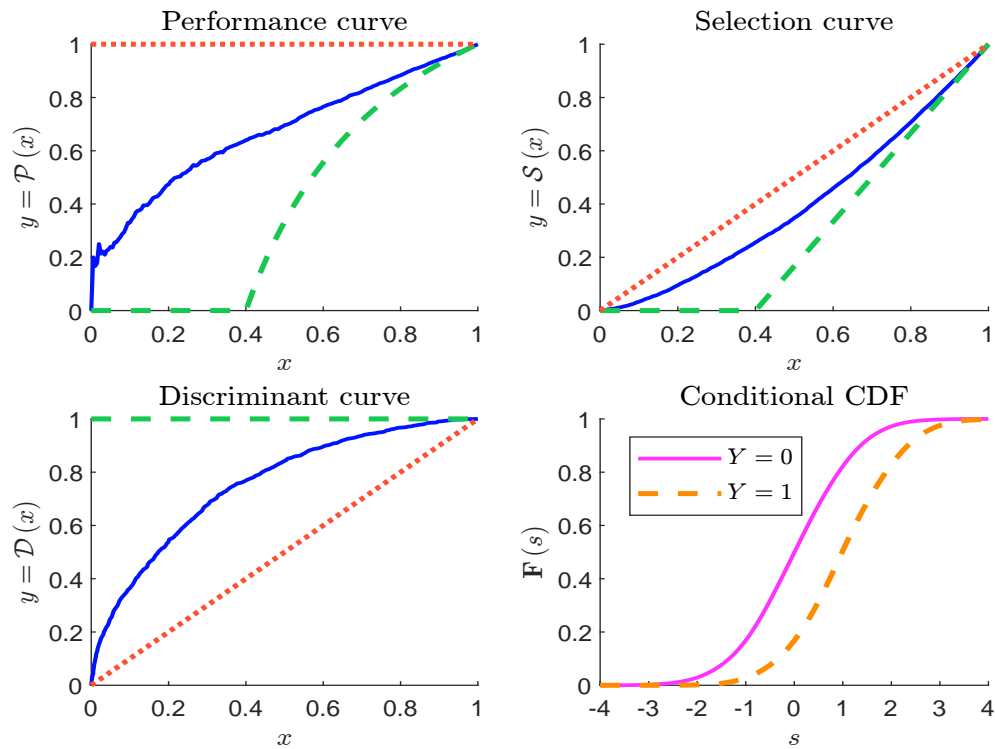 Performance curve
y = 𝒫 (x)
1
0.8
0.6
0.4
0.2
0
0 0.2 0.4 0.6 0.8 1
x
Selection curve
y = 𝒮 (x)
1
0.8
0.6
0.4
0.2
0
0 0.2 0.4 0.6 0.8 1
x
Discriminant curve
y = 𝒟 (x)
1
0.8
0.6
0.4
0.2
0
0 0.2 0.4 0.6 0.8 1
x
Conditional CDF
𝐅 (s)
1
0.8
0.6
0.4
0.2
0
Y = 0
Y = 1
-4 -3 -2 -1 0 1 2 3 4
s